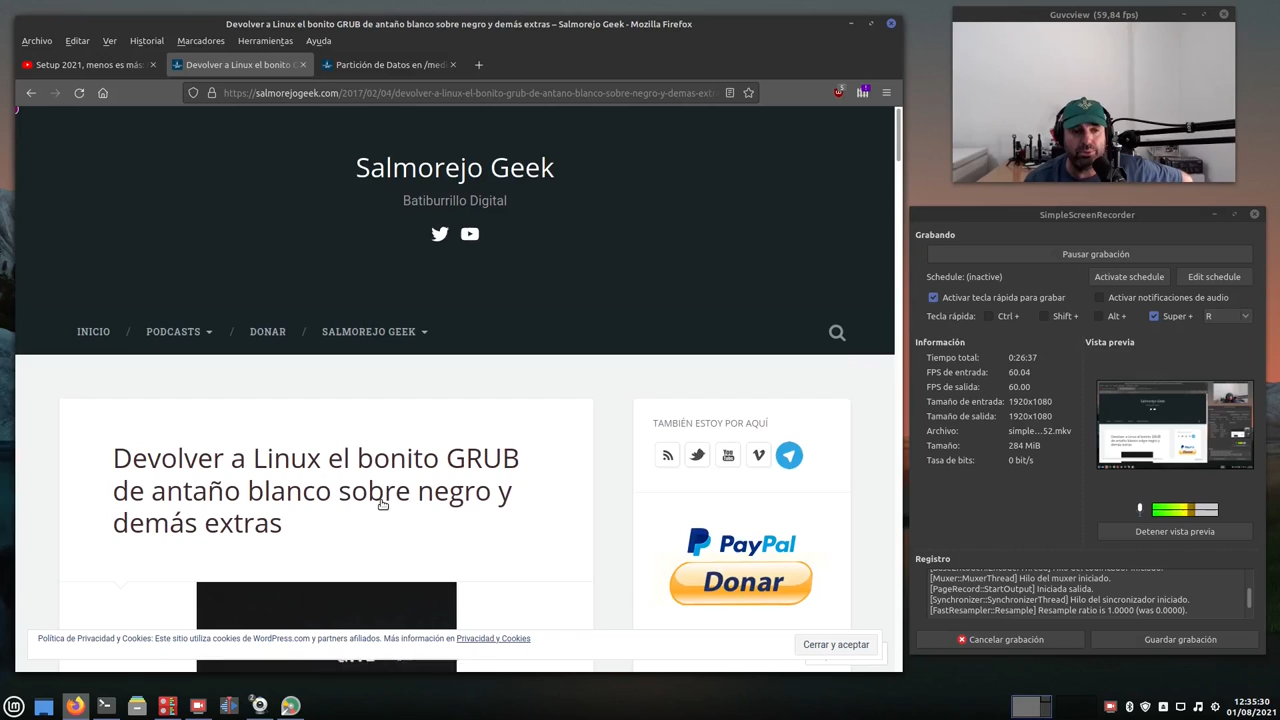 Devolver a Linux el bonito GRUB de antaño blanco sobre negro y demás extras – Salmorejo Geek - Mozilla Firefox
Archivo Editar Ver Historial Marcadores Herramientas Ayuda
Setup 2021, menos es más:
Devolver a Linux el bonito G
Partición de Datos en /med
https://salmorejogeek.com/2017/02/04/devolver-a-linux-el-bonito-grub-de-antano-blanco-sobre-negro-y-demas-ext
Salmorejo Geek
Batiburrillo Digital
INICIO / PODCASTS / DONAR / SALMOREJO GEEK
Devolver a Linux el bonito GRUB
de antaño blanco sobre negro y
demás extras
TAMBIÉN ESTOY POR AQUÍ
PayPal
Donar
Política de Privacidad y Cookies: Este sitio utiliza cookies de WordPress.com y partners afiliados. Más información en Privacidad y Cookies
Cerrar y aceptar
Guvcview (59,84 fps)
SimpleScreenRecorder
Grabando
Pausar grabación
Schedule: (inactive) Activate schedule Edit schedule
Activar tecla rápida para grabar Activar notificaciones de audio
Tecla rápida: Ctrl + Shift + Alt + Super + R
Información
Tiempo total: 0:26:37
FPS de entrada: 60.04
FPS de salida: 60.00
Tamaño de entrada: 1920x1080
Tamaño de salida: 1920x1080
Archivo: simple...52.mkv
Tamaño: 284 MiB
Tasa de bits: 0 bit/s
Vista previa
Detener vista previa
Registro
[MuxerThread] Hilo del muxer iniciado.
[PageRecord::StartOutput] Iniciada salida.
[Synchronizer::SynchronizerThread] Hilo del sincronizador iniciado.
[FastResampler::Resample] Resample ratio is 1.0000 (was 0.0000).
Cancelar grabación Guardar grabación
12:35:30
01/08/2021